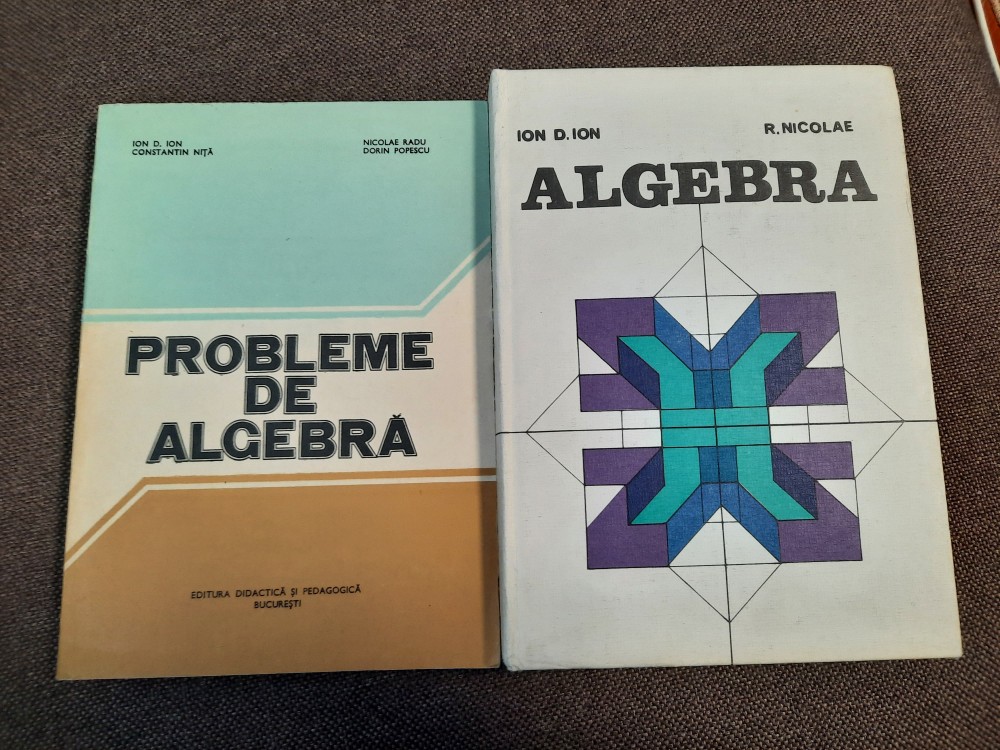 ION D. ION
CONSTANTIN NIȚĂ
NICOLAE RADU
DORIN POPESCU
PROBLEME
DE
ALGEBRĂ
EDITURA DIDACTICĂ ȘI PEDAGOGICĂ
BUCUREȘTI
ION D. ION
R. NICOLAE
ALGEBRA